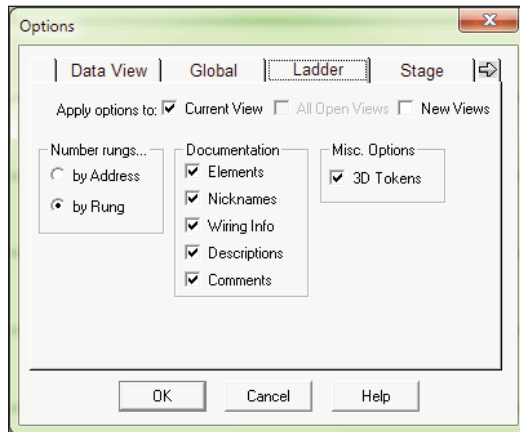 Options
Data View Global Ladder Stage
Apply options to: Current View All Open Views New Views
Number rungs...
by Address
by Rung
Documentation
Elements
Nicknames
Wiring Info
Descriptions
Comments
Misc. Options
3D Tokens
OK Cancel Help